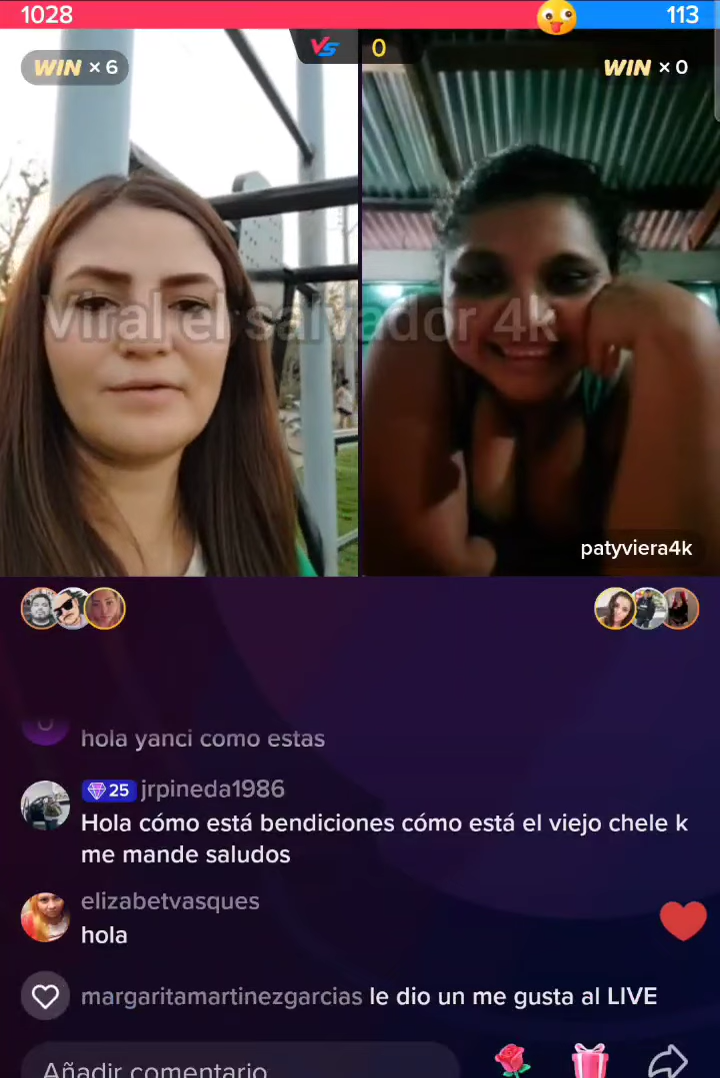 1028
113
VS 0
WIN × 6
WIN × 0
Viral el salvador 4k
patyviera4k
hola yanci como estas
25 jrpineda1986
Hola cómo está bendiciones cómo está el viejo chele k
me mande saludos
elizabetvasques
hola
margaritamartinezgarcias le dio un me gusta al LIVE
Añadir comentario